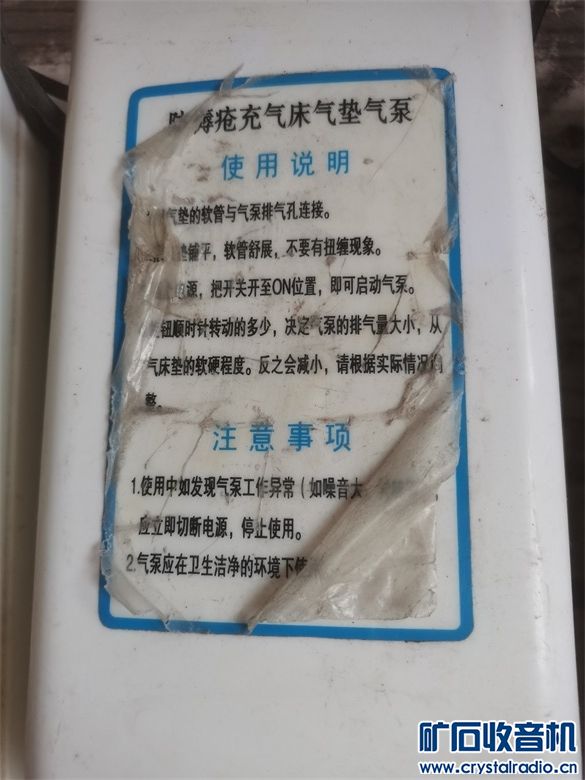 褥疮充气床气垫气泵
使用说明
气垫的软管与气泵排气孔连接。
铺平，软管舒展，不要有扭缠现象。
电源，把开关开至ON位置，即可启动气泵。
钮顺时针转动的多少，决定气泵的排气量大小，从
气床垫的软硬程度。反之会减小，请根据实际情况
整。
注意事项
1.使用中如发现气泵工作异常（如噪音大
应立即切断电源，停止使用。
2.气泵应在卫生洁净的环境下使
矿石收音机
www.crystalradio.cn